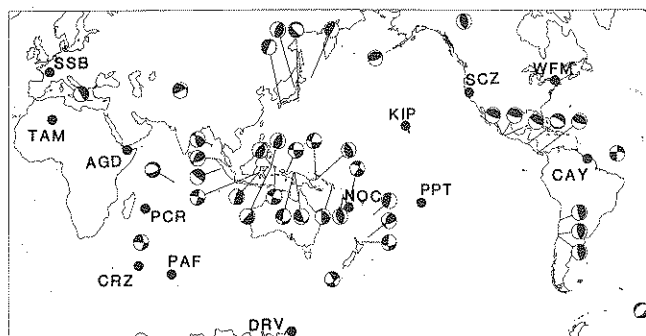 SSB
WFM
SCZ
TAM
KIP
AGD
CAY
NOC
PPT
PCR
CRZ
PAF
DRV